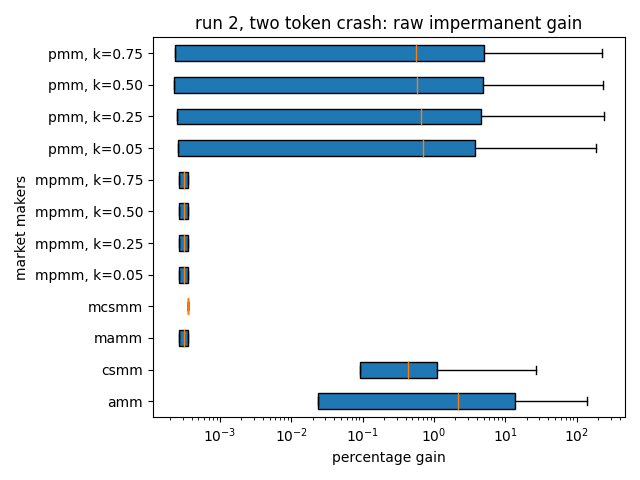 run 2, two token crash: raw impermanent gain
pmm, k=0.75
pmm, k=0.50
pmm, k=0.25
pmm, k=0.05
mpmm, k=0.75
mpmm, k=0.50
mpmm, k=0.25
mpmm, k=0.05
mcsmm
mamm
csmm
amm
market makers
10⁻³ 10⁻² 10⁻¹ 10⁰ 10¹ 10²
percentage gain